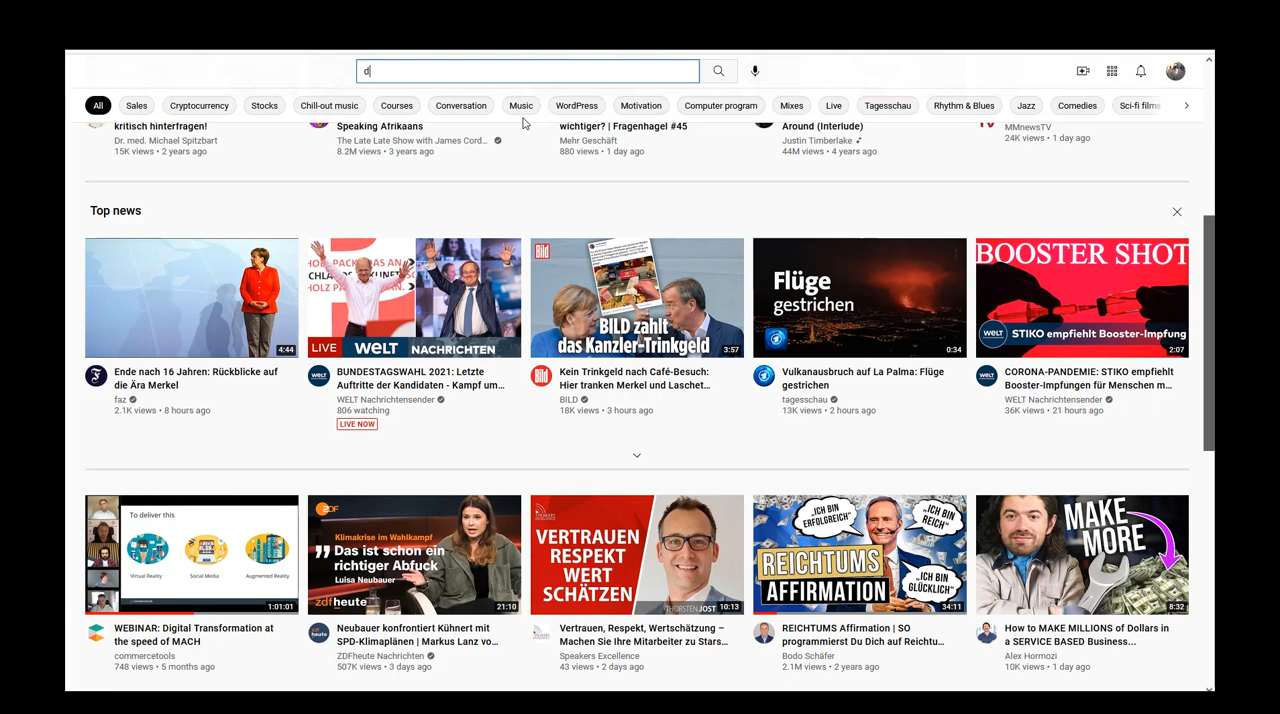 d
All Sales Cryptocurrency Stocks Chill-out music Courses Conversation Music WordPress Motivation Computer program Mixes Live Tagesschau Rhythm & Blues Jazz Comedies Sci-fi films
kritisch hinterfragen!
Dr. med. Michael Spitzbart
15K views • 2 years ago
Speaking Afrikaans
The Late Late Show with James Cord...
8.2M views • 3 years ago
wichtiger? | Fragenhagel #45
Mehr Geschäft
880 views • 1 day ago
Around (Interlude)
Justin Timberlake
44M views • 4 years ago
MMnewsTV
24K views • 1 day ago
Top news
4:44
Ende nach 16 Jahren: Rückblicke auf
die Ära Merkel
faz
2.1K views • 8 hours ago
LIVE WELT NACHRICHTEN
BUNDESTAGSWAHL 2021: Letzte
Auftritte der Kandidaten - Kampf um...
WELT Nachrichtensender
806 watching
LIVE NOW
Bild
BILD zahlt
das Kanzler-Trinkgeld
3:57
Kein Trinkgeld nach Café-Besuch:
Hier tranken Merkel und Laschet...
BILD
18K views • 3 hours ago
Flüge
gestrichen
0:34
Vulkanausbruch auf La Palma: Flüge
gestrichen
tagesschau
13K views • 2 hours ago
BOOSTER SHOT
WELT STIKO empfiehlt Booster-Impfung
2:07
CORONA-PANDEMIE: STIKO empfiehlt
Booster-Impfungen für Menschen m...
WELT Nachrichtensender
36K views • 21 hours ago
To deliver this
Virtual Reality Social Media Augmented Reality
1:01:01
WEBINAR: Digital Transformation at
the speed of MACH
commercetools
748 views • 5 months ago
ZDF
Klimakrise im Wahlkampf
"Das ist schon ein
richtiger Abfuck
Luisa Neubauer
zdfheute
21:10
Neubauer konfrontiert Kühnert mit
SPD-Klimaplänen | Markus Lanz vo...
ZDFheute Nachrichten
507K views • 3 days ago
VERTRAUEN
RESPEKT
WERT
SCHÄTZEN
THORSTEN JOST
10:13
Vertrauen, Respekt, Wertschätzung –
Machen Sie Ihre Mitarbeiter zu Stars...
Speakers Excellence
43 views • 2 days ago
„ICH BIN
ERFOLGREICH“
„ICH BIN
REICH“
REICHTUMS
AFFIRMATION
„ICH BIN
GLÜCKLICH“
34:11
REICHTUMS Affirmation | SO
programmierst Du Dich auf Reichtu...
Bodo Schäfer
2.1M views • 2 years ago
MAKE
MORE
8:32
How to MAKE MILLIONS of Dollars in
a SERVICE BASED Business...
Alex Hormozi
10K views • 1 day ago